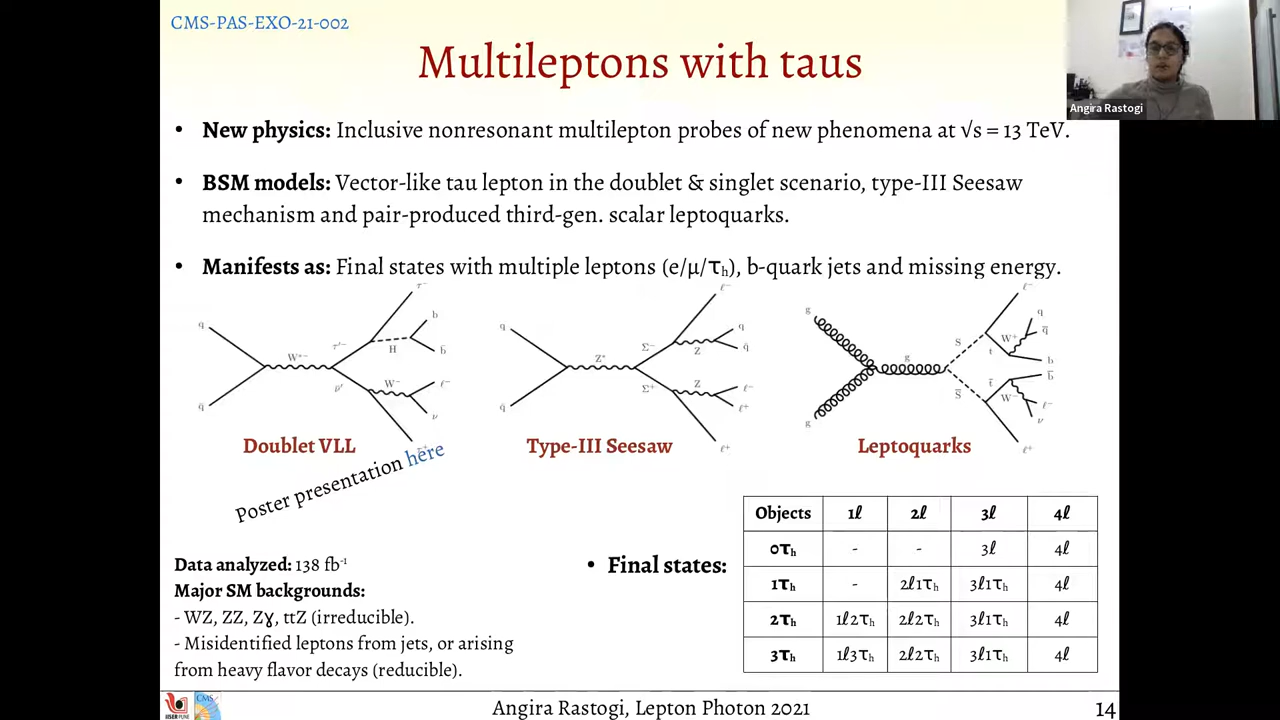 CMS-PAS-EXO-21-002
Multileptons with taus
Angira Rastogi
• New physics: Inclusive nonresonant multilepton probes of new phenomena at √s = 13 TeV.
• BSM models: Vector-like tau lepton in the doublet & singlet scenario, type-III Seesaw
mechanism and pair-produced third-gen. scalar leptoquarks.
• Manifests as: Final states with multiple leptons (e/μ/τh), b-quark jets and missing energy.
q q̄ W*- τ'- ν̄' τ- H b b̄ W- ℓ- ν
q q̄ Z* Σ- Σ+ ℓ- Z q q̄ Z ℓ- ℓ+ ℓ+
g g g S S̄ ℓ- t W+ q q̄ b b̄ t̄ W- ℓ- ν ℓ+
Doublet VLL
Type-III Seesaw
Leptoquarks
Poster presentation here
Data analyzed: 138 fb-1
Major SM backgrounds:
- WZ, ZZ, Zɣ, ttZ (irreducible).
- Misidentified leptons from jets, or arising
from heavy flavor decays (reducible).
• Final states:
Objects 1ℓ 2ℓ 3ℓ 4ℓ
0τh - - 3ℓ 4ℓ
1τh - 2ℓ1τh 3ℓ1τh 4ℓ
2τh 1ℓ2τh 2ℓ2τh 3ℓ1τh 4ℓ
3τh 1ℓ3τh 2ℓ2τh 3ℓ1τh 4ℓ
IISER PUNE
CMS
Angira Rastogi, Lepton Photon 2021
14